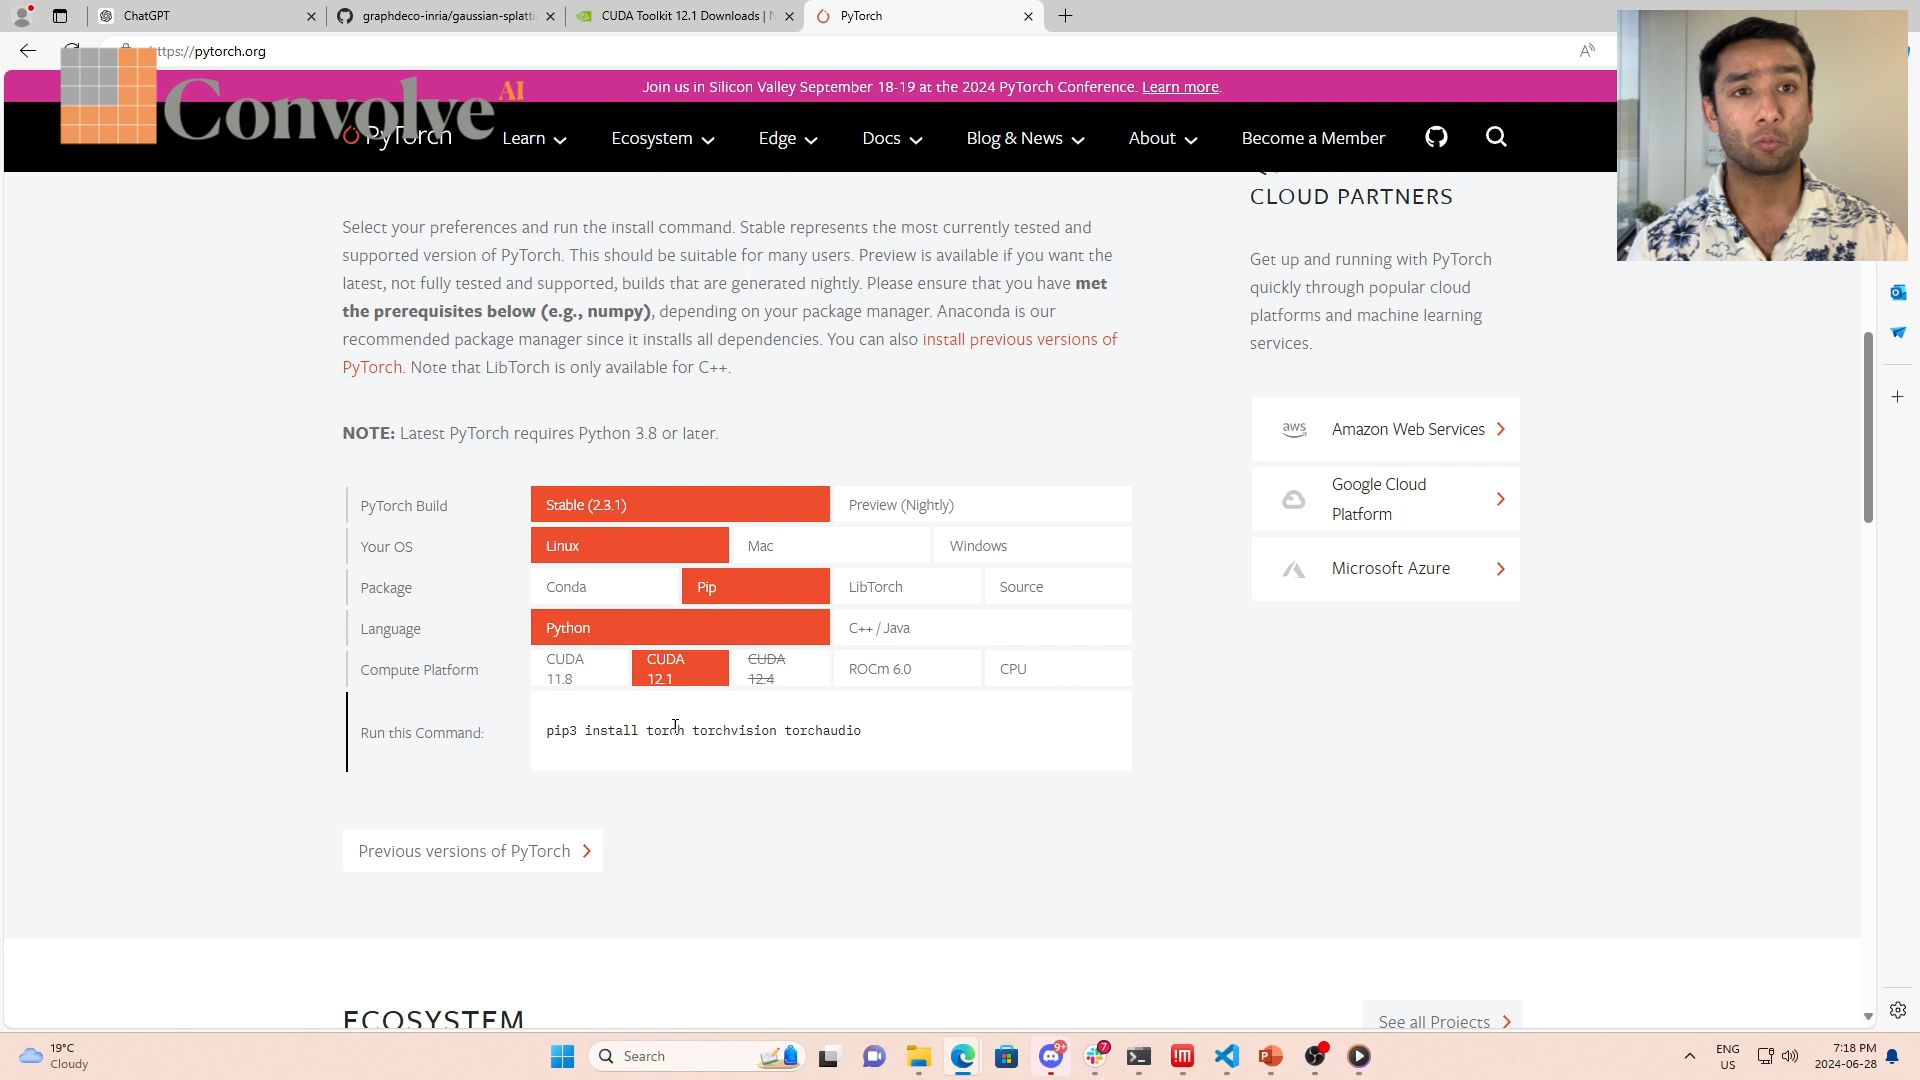 ChatGPT
graphdeco-inria/gaussian-splatti
CUDA Toolkit 12.1 Downloads | N
PyTorch
https://pytorch.org
Convolve AI
Join us in Silicon Valley September 18-19 at the 2024 PyTorch Conference. Learn more.
PyTorch
Learn
Ecosystem
Edge
Docs
Blog & News
About
Become a Member
Select your preferences and run the install command. Stable represents the most currently tested and
supported version of PyTorch. This should be suitable for many users. Preview is available if you want the
latest, not fully tested and supported, builds that are generated nightly. Please ensure that you have met
the prerequisites below (e.g., numpy), depending on your package manager. Anaconda is our
recommended package manager since it installs all dependencies. You can also install previous versions of
PyTorch. Note that LibTorch is only available for C++.
NOTE: Latest PyTorch requires Python 3.8 or later.
PyTorch Build
Stable (2.3.1)
Preview (Nightly)
Your OS
Linux
Mac
Windows
Package
Conda
Pip
LibTorch
Source
Language
Python
C++ / Java
Compute Platform
CUDA
11.8
CUDA
12.1
CUDA
12.4
ROCm 6.0
CPU
Run this Command:
pip3 install torch torchvision torchaudio
Previous versions of PyTorch
CLOUD PARTNERS
Get up and running with PyTorch
quickly through popular cloud
platforms and machine learning
services.
aws
Amazon Web Services
Google Cloud
Platform
Microsoft Azure
ECOSYSTEM
See all Projects
19°C
Cloudy
Search
9+
7
ENG
US
7:18 PM
2024-06-28